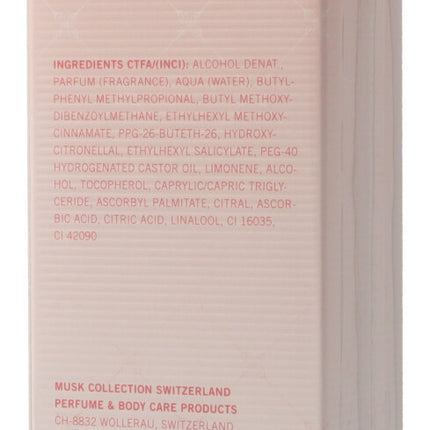 INGREDIENTS CTFA/(INCI): ALCOHOL DENAT.,
PARFUM (FRAGRANCE), AQUA (WATER), BUTYL-
PHENYL METHYLPROPIONAL, BUTYL METHOXY-
DIBENZOYLMETHANE, ETHYLHEXYL METHOXY-
CINNAMATE, PPG-26-BUTETH-26, HYDROXY-
CITRONELLAL, ETHYLHEXYL SALICYLATE, PEG-40
HYDROGENATED CASTOR OIL, LIMONENE, ALCO-
HOL, TOCOPHEROL, CAPRYLIC/CAPRIC TRIGLY-
CERIDE, ASCORBYL PALMITATE, CITRAL, ASCOR-
BIC ACID, CITRIC ACID, LINALOOL, CI 16035,
CI 42090
MUSK COLLECTION SWITZERLAND
PERFUME & BODY CARE PRODUCTS
CH-8832 WOLLERAU, SWITZERLAND